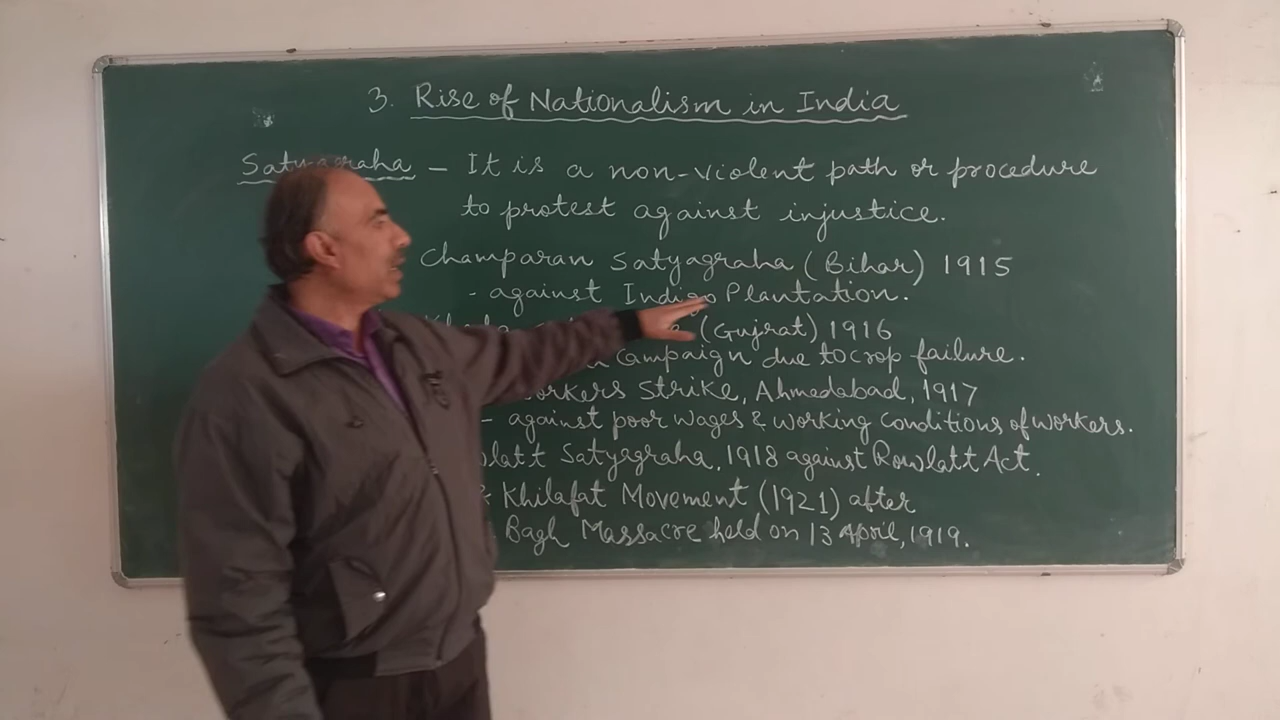 3. Rise of Nationalism in India
Satyagraha – It is a non-violent path or procedure
to protest against injustice.
Champaran Satyagraha (Bihar) 1915
- against Indigo Plantation.
(Gujrat) 1916
Campaign due to crop failure.
Strike, Ahmedabad, 1917
– against poor wages & working conditions of workers.
Satyagraha, 1918 against Rowlatt Act.
& Khilafat Movement (1921) after
Bagh Massacre held on 13 April, 1919.